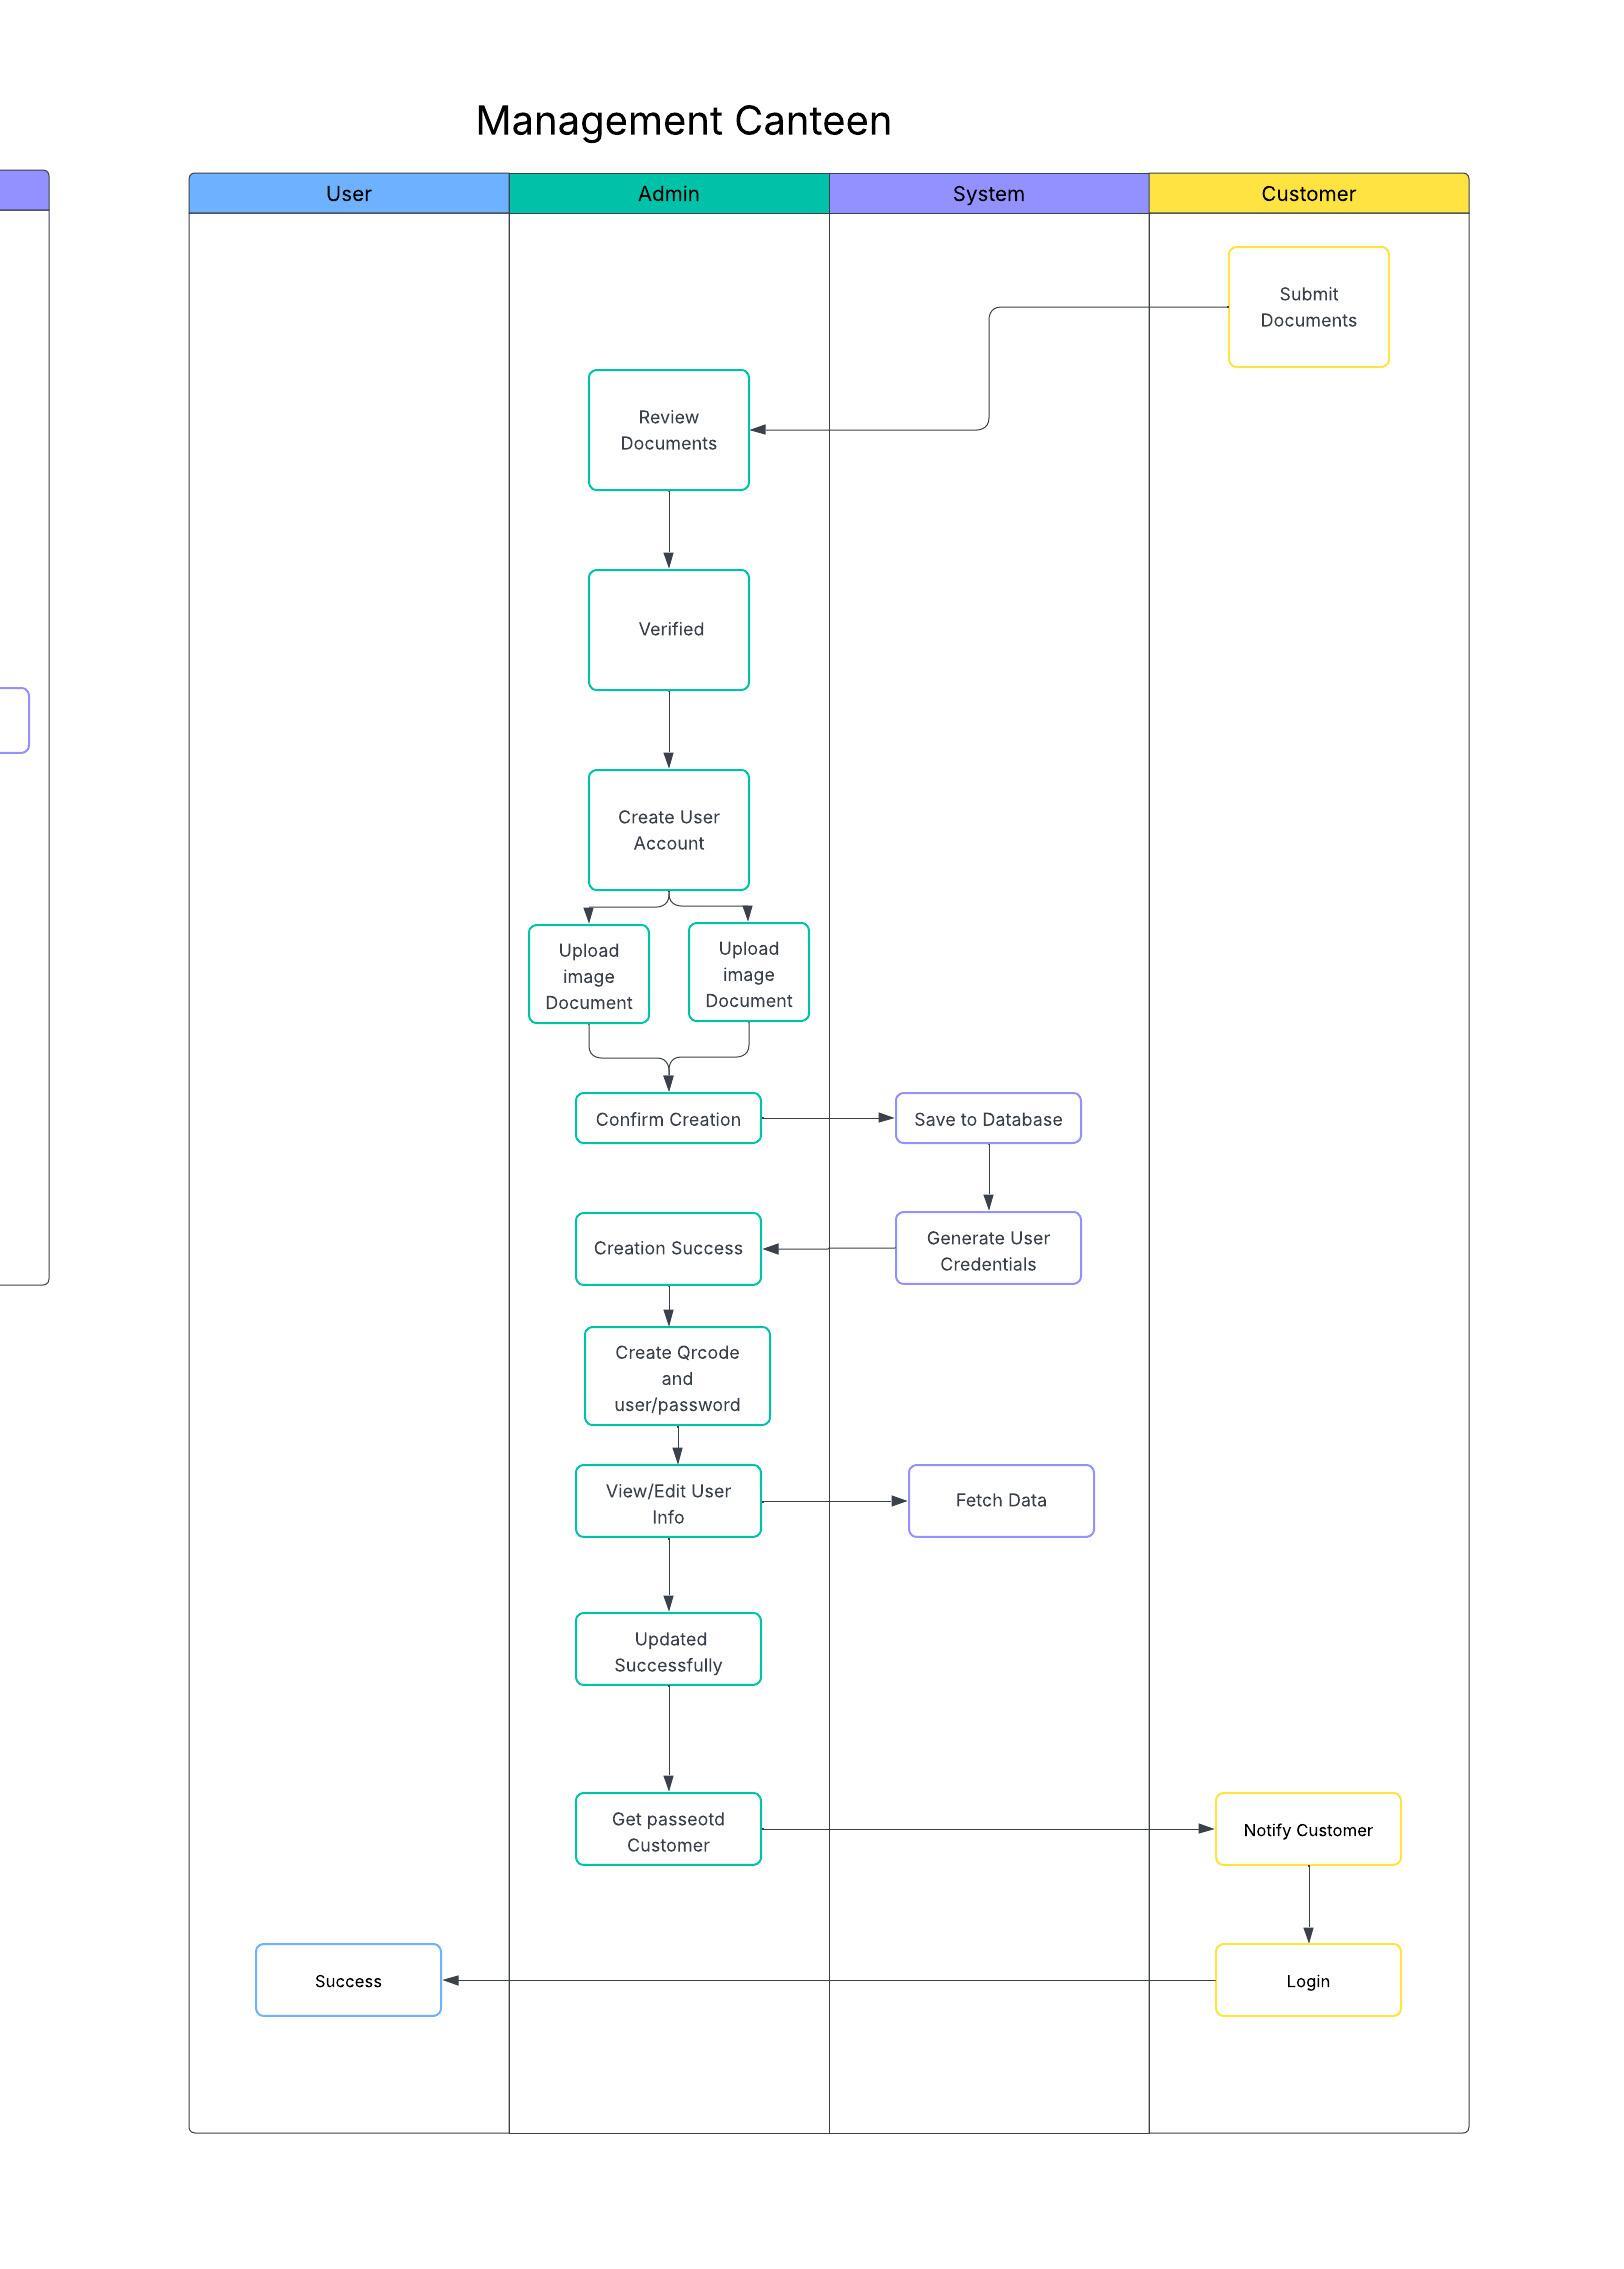 Management Canteen
User
Admin
System
Customer
Submit
Documents
Review
Documents
Verified
Create User
Account
Upload
image
Document
Upload
image
Document
Confirm Creation
Save to Database
Creation Success
Generate User
Credentials
Create Qrcode
and
user/password
View/Edit User
Info
Fetch Data
Updated
Successfully
Get passeotd
Customer
Notify Customer
Success
Login